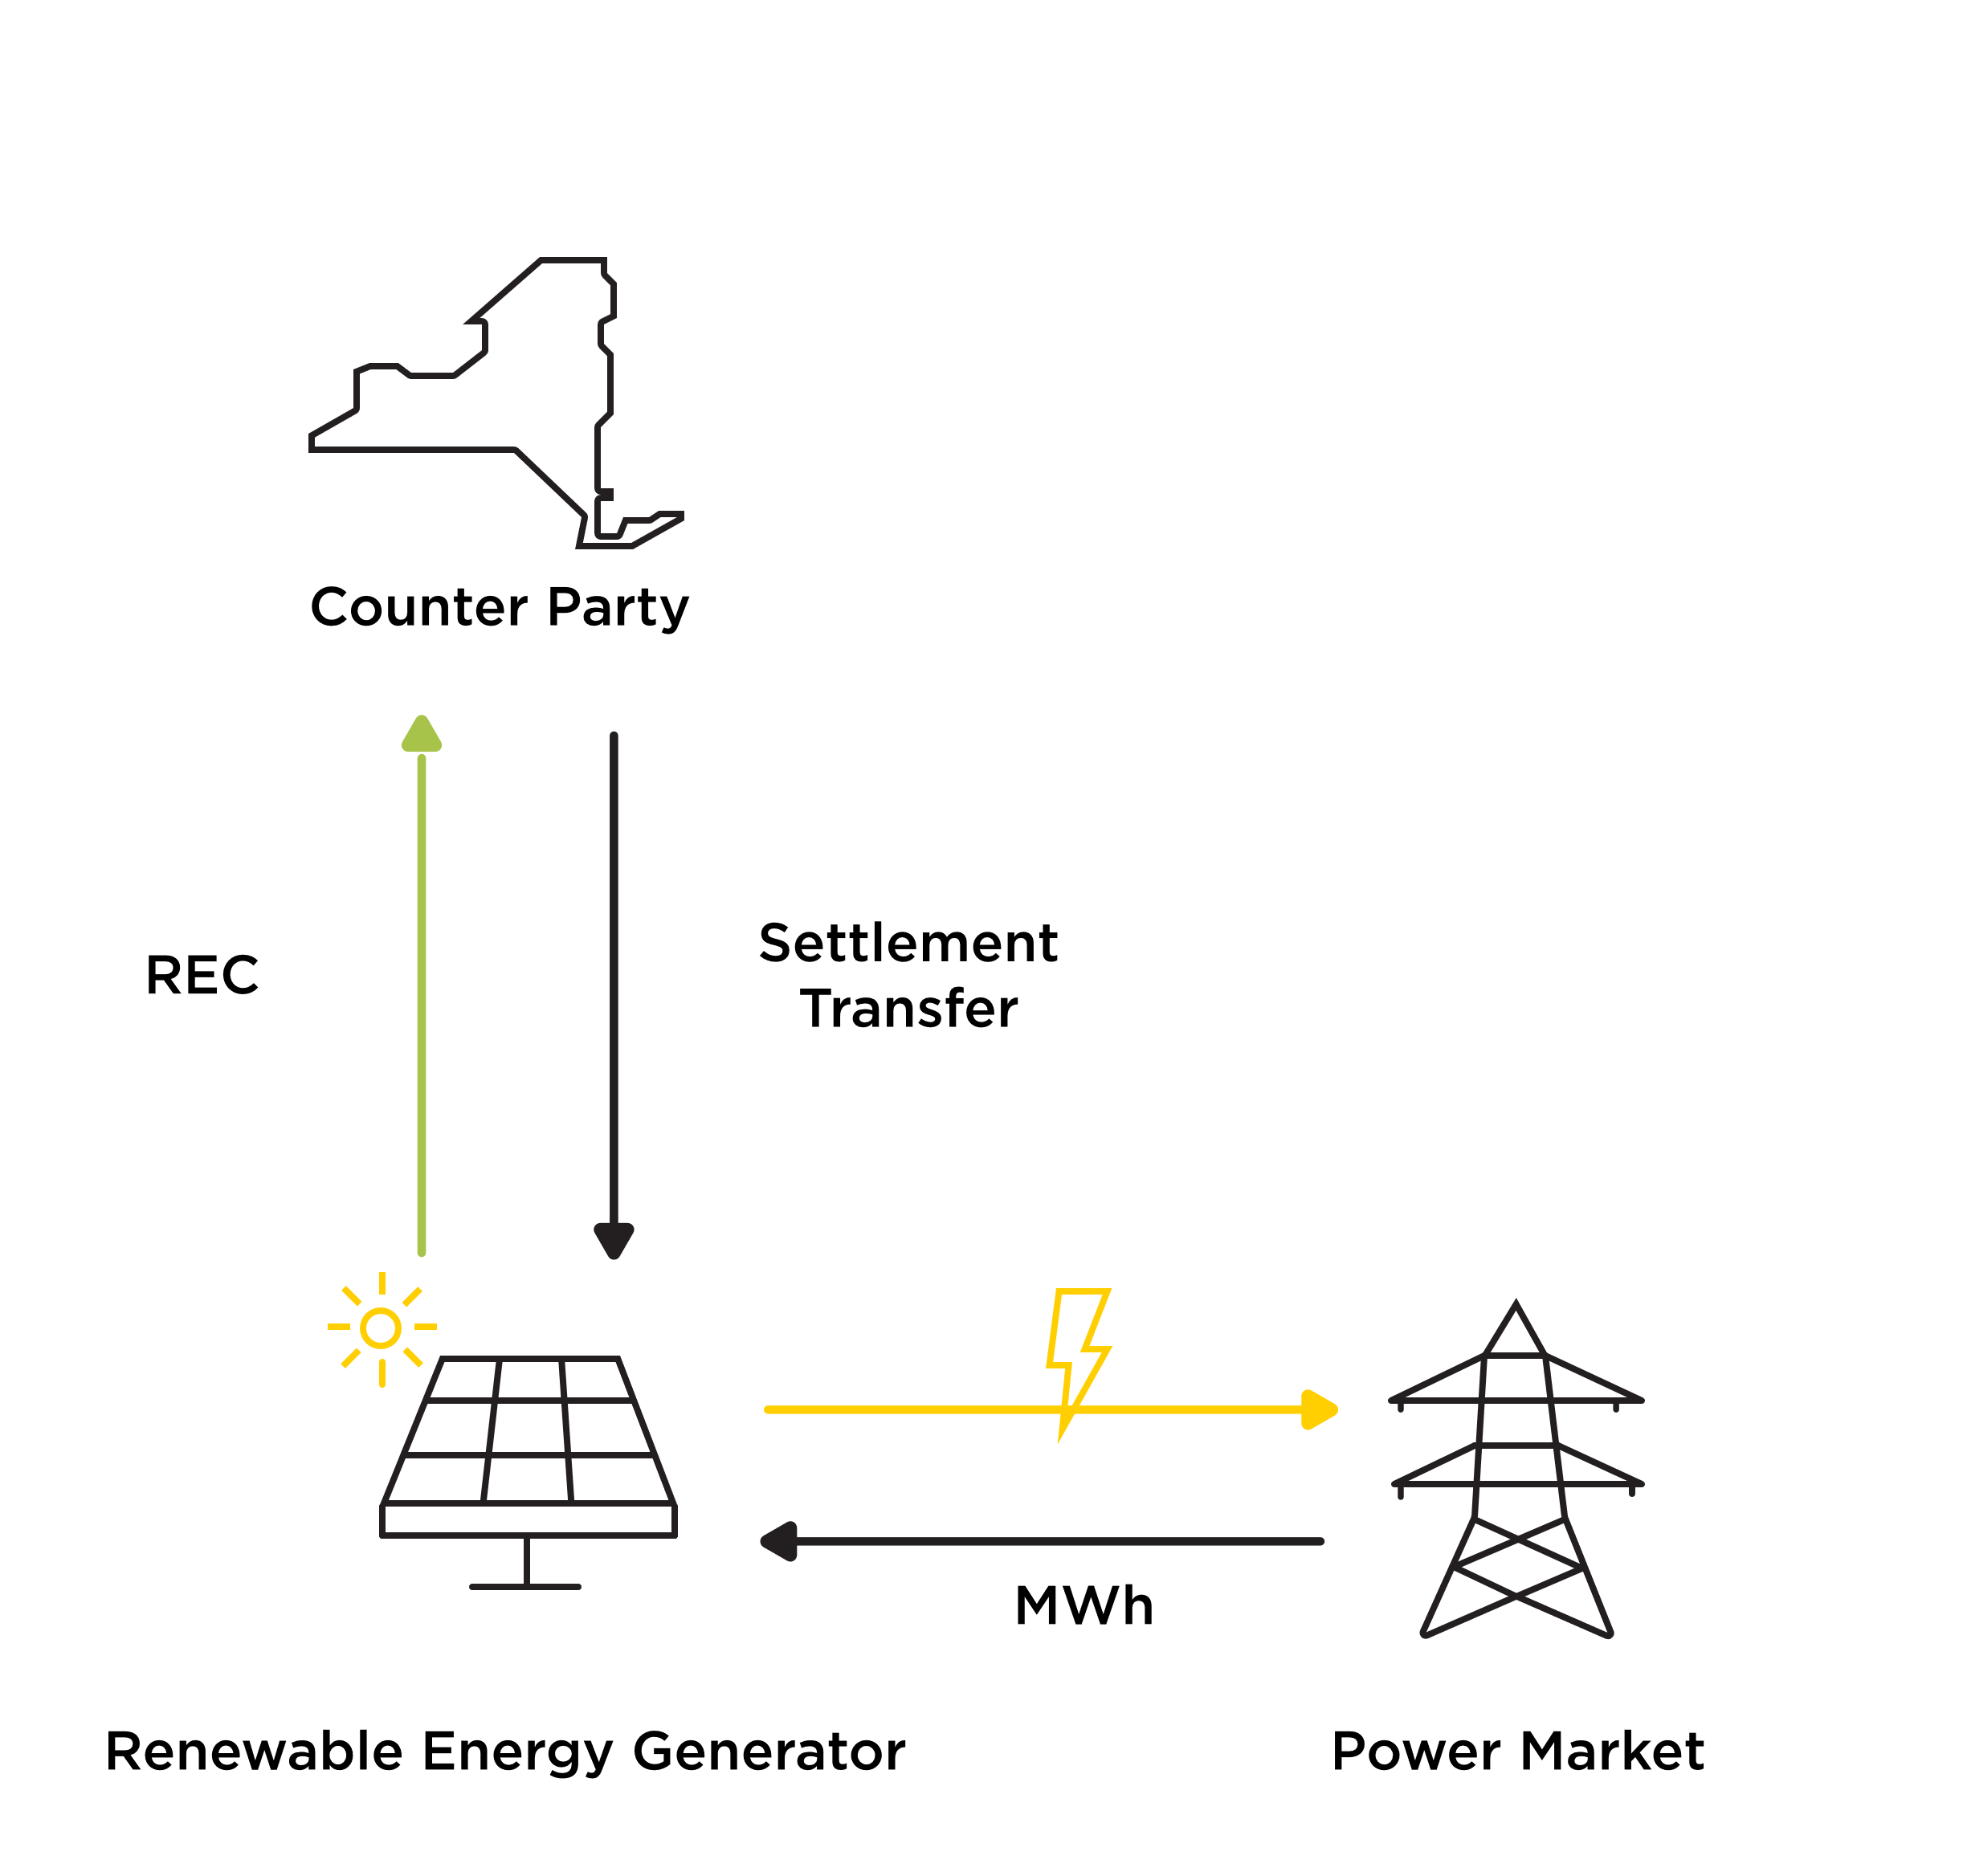 Counter Party
REC
Settlement
Transfer
MWh
Renewable Energy Generator
Power Market